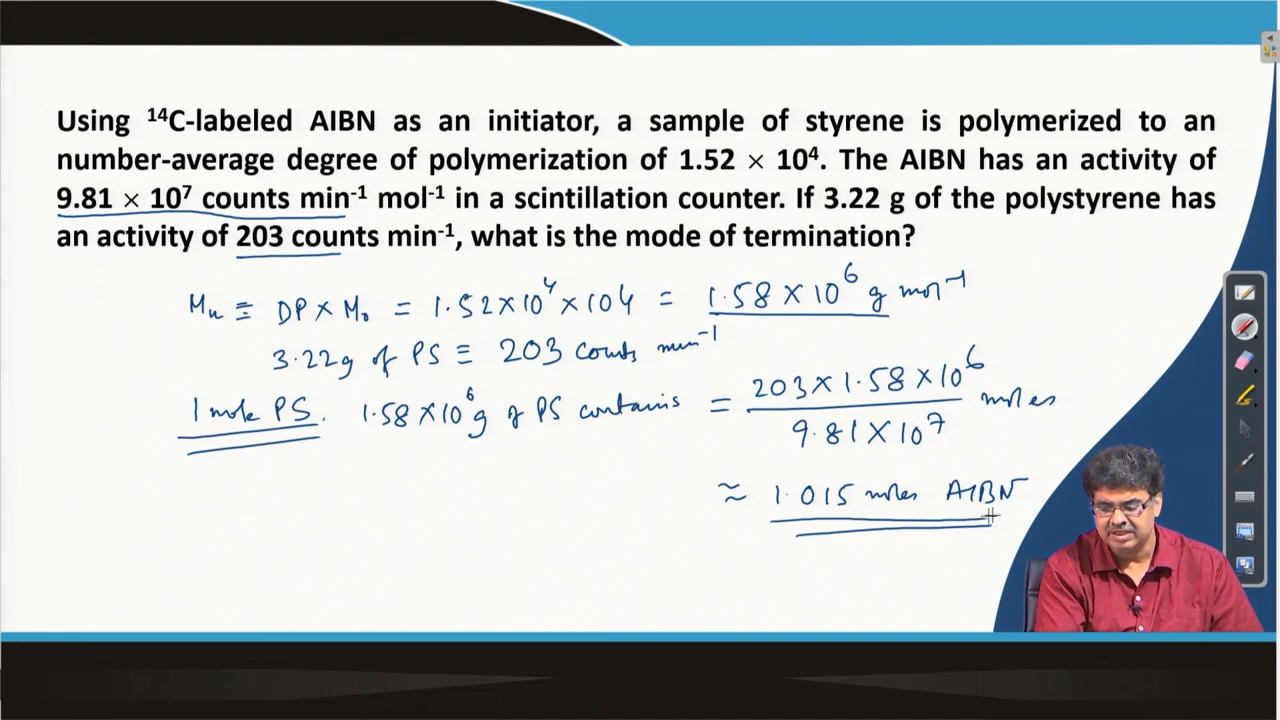 Using ¹⁴C-labeled AIBN as an initiator, a sample of styrene is polymerized to an
number-average degree of polymerization of 1.52 × 10⁴. The AIBN has an activity of
9.81 × 10⁷ counts min⁻¹ mol⁻¹ in a scintillation counter. If 3.22 g of the polystyrene has
an activity of 203 counts min⁻¹, what is the mode of termination?
Mn ≡ DP × M₀ = 1.52 × 10⁴ × 104 = 1.58 × 10⁶ g mol⁻¹
3.22g of PS ≡ 203 counts min⁻¹
1 mole PS. 1.58 × 10⁶ g of PS contains = 203 × 1.58 × 10⁶ / 9.81 × 10⁷ moles
≈ 1.015 moles AIBN